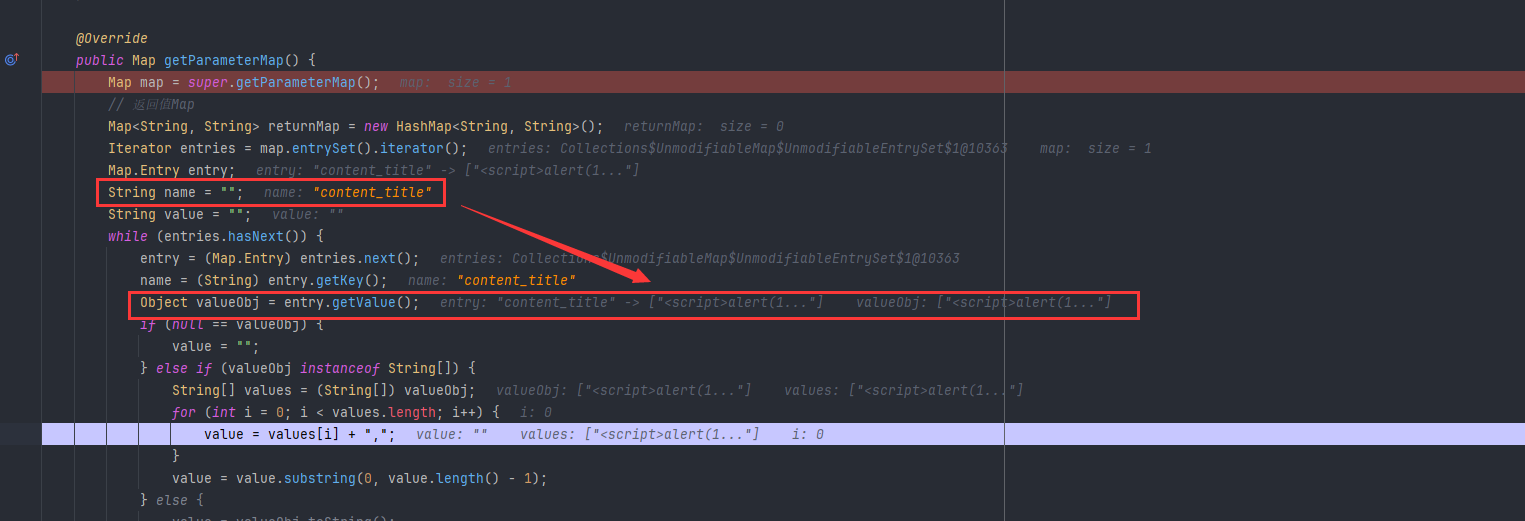 @Override
public Map getParameterMap() {
Map map = super.getParameterMap();   map:  size = 1
// 返回值Map
Map<String, String> returnMap = new HashMap<String, String>();   returnMap:  size = 0
Iterator entries = map.entrySet().iterator();   entries: Collections$UnmodifiableMap$UnmodifiableEntrySet$1@10363    map:  size = 1
Map.Entry entry;   entry: "content_title" -> ["<script>alert(1..."]
String name = "";   name: "content_title"
String value = "";   value: ""
while (entries.hasNext()) {
entry = (Map.Entry) entries.next();   entries: Collections$UnmodifiableMap$UnmodifiableEntrySet$1@10363
name = (String) entry.getKey();   name: "content_title"
Object valueObj = entry.getValue();   entry: "content_title" -> ["<script>alert(1..."]    valueObj: ["<script>alert(1..."]
if (null == valueObj) {
value = "";
} else if (valueObj instanceof String[]) {
String[] values = (String[]) valueObj;   valueObj: ["<script>alert(1..."]    values: ["<script>alert(1..."]
for (int i = 0; i < values.length; i++) {   i: 0
value = values[i] + ",";   value: ""    values: ["<script>alert(1..."]    i: 0
}
value = value.substring(0, value.length() - 1);
} else {
value = valueObj.toString();